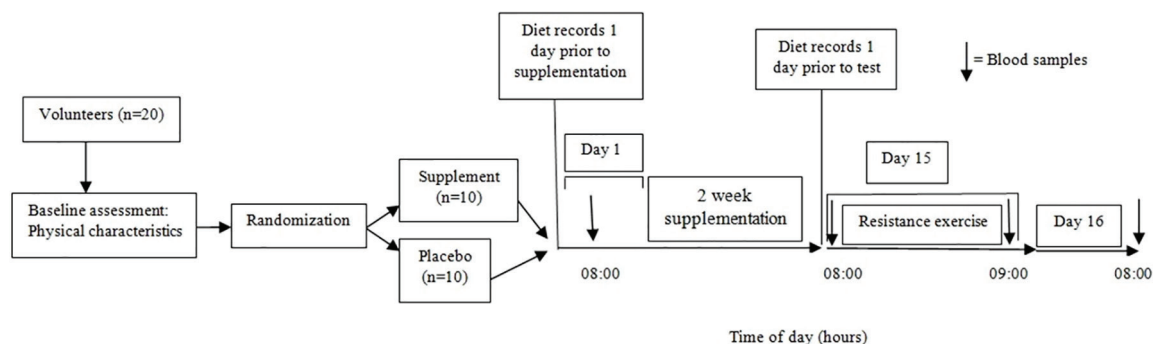 Volunteers (n=20)
Baseline assessment:
Physical characteristics
Randomization
Supplement
(n=10)
Placebo
(n=10)
Diet records 1
day prior to
supplementation
Day 1
2 week
supplementation
08:00
Diet records 1
day prior to test
Day 15
Resistance exercise
08:00
09:00
Day 16
08:00
= Blood samples
Time of day (hours)